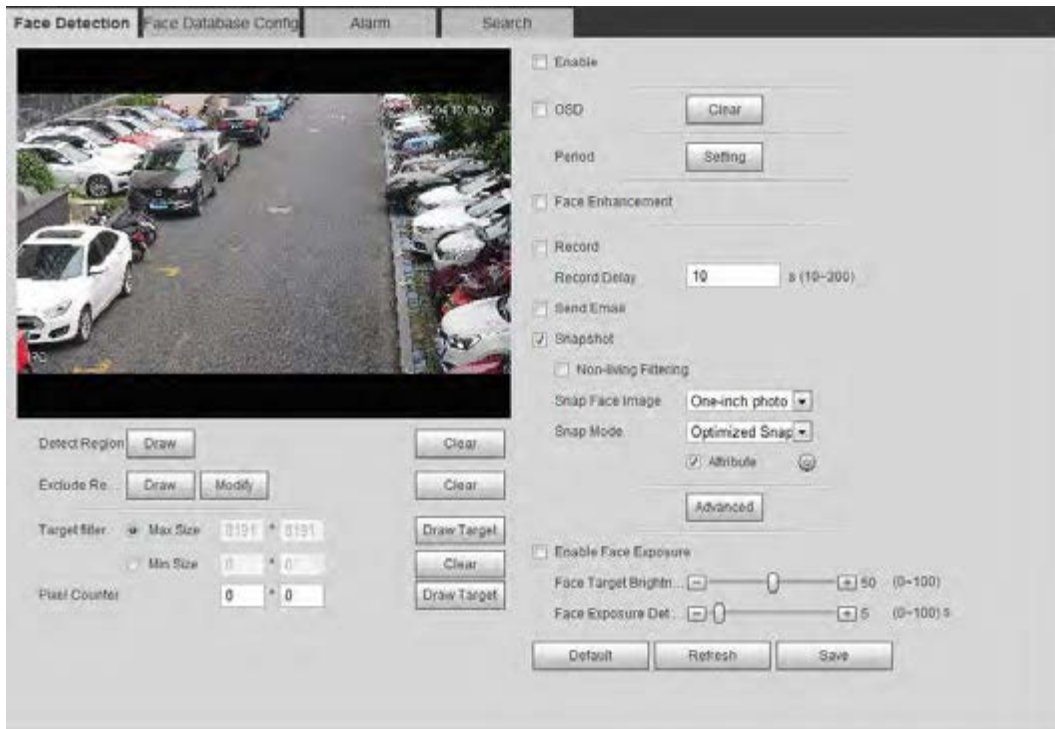 Face Detection Face Database Config Alarm Search
Enable
OSD Clear
Period Setting
Face Enhancement
Record
Record Delay 10 s (10~300)
Send Email
Snapshot
Non-living Filtering
Snap Face Image One-inch photo
Snap Mode Optimized Snap
Attribute
Advanced
Enable Face Exposure
Face Target Brightn... 50 (0~100)
Face Exposure Det... 5 (0~100) s
Default Refresh Save
Detect Region Draw Clear
Exclude Re... Draw Modify Clear
Target filter Max Size 8191 * 8191 Draw Target
Min Size 0 * 0 Clear
Pixel Counter 0 * 0 Draw Target